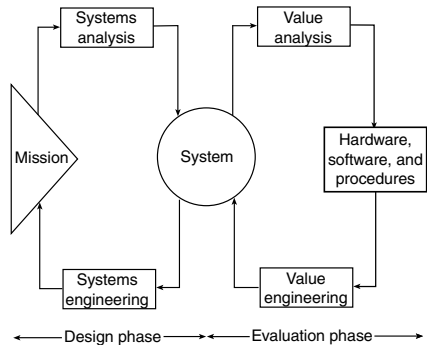 Systems
analysis
Value
analysis
Mission
System
Hardware,
software, and
procedures
Systems
engineering
Value
engineering
Design phase
Evaluation phase